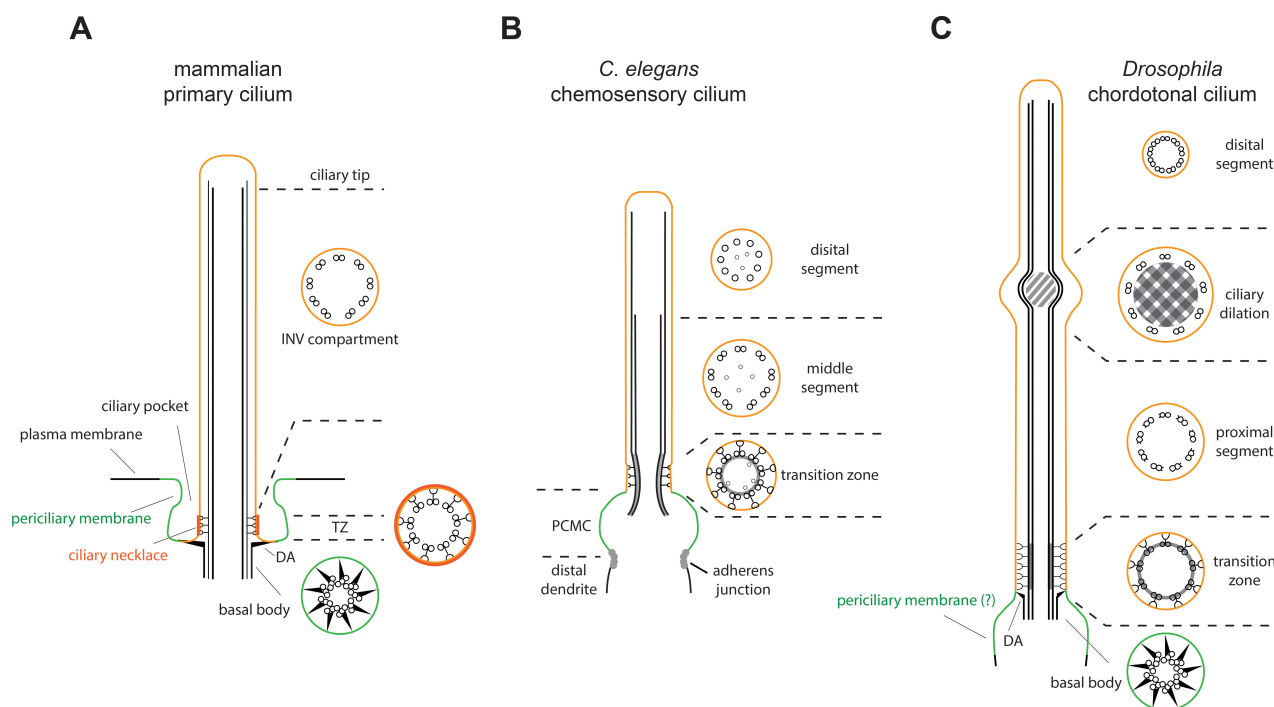 A
mammalian
primary cilium
ciliary tip
INV compartment
ciliary pocket
plasma membrane
periciliary membrane
ciliary necklace
TZ
DA
basal body
B
C. elegans
chemosensory cilium
disital
segment
middle
segment
transition zone
PCMC
distal
dendrite
adherens
junction
C
Drosophila
chordotonal cilium
disital
segment
ciliary
dilation
proximal
segment
transition
zone
periciliary membrane (?)
DA
basal body